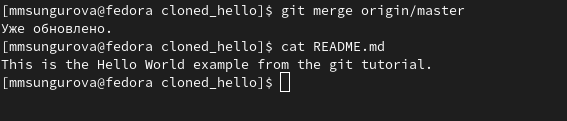 [mmsungurova@fedora cloned_hello]$ git merge origin/master
Уже обновлено.
[mmsungurova@fedora cloned_hello]$ cat README.md
This is the Hello World example from the git tutorial.
[mmsungurova@fedora cloned_hello]$